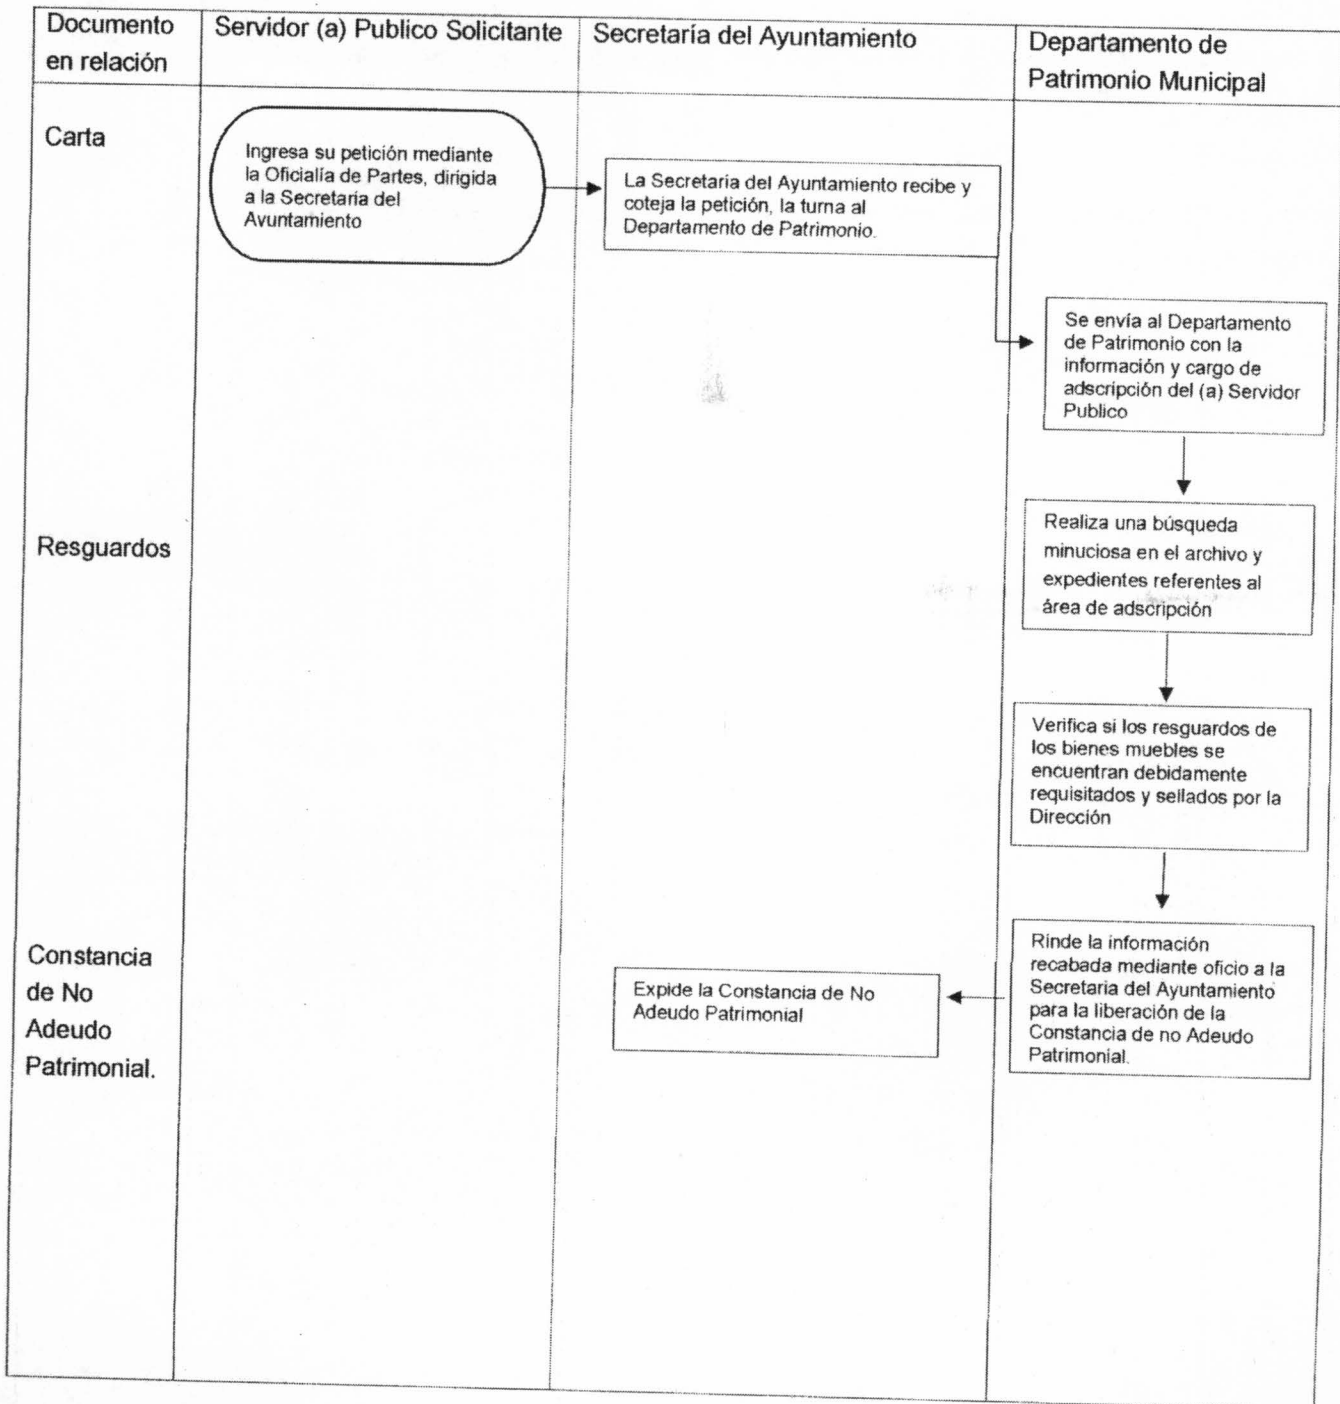 Documento
en relación
Servidor (a) Publico Solicitante
Secretaría del Ayuntamiento
Departamento de
Patrimonio Municipal
Carta
Ingresa su petición mediante
la Oficialía de Partes, dirigida
a la Secretaría del
Avuntamiento
La Secretaria del Ayuntamiento recibe y
coteja la petición, la turna al
Departamento de Patrimonio.
Se envía al Departamento
de Patrimonio con la
información y cargo de
adscripción del (a) Servidor
Publico
Resguardos
Realiza una búsqueda
minuciosa en el archivo y
expedientes referentes al
área de adscripción
Verifica si los resguardos de
los bienes muebles se
encuentran debidamente
requisitados y sellados por la
Dirección
Constancia
de No
Adeudo
Patrimonial.
Expide la Constancia de No
Adeudo Patrimonial
Rinde la información
recabada mediante oficio a la
Secretaria del Ayuntamiento
para la liberación de la
Constancia de no Adeudo
Patrimonial.